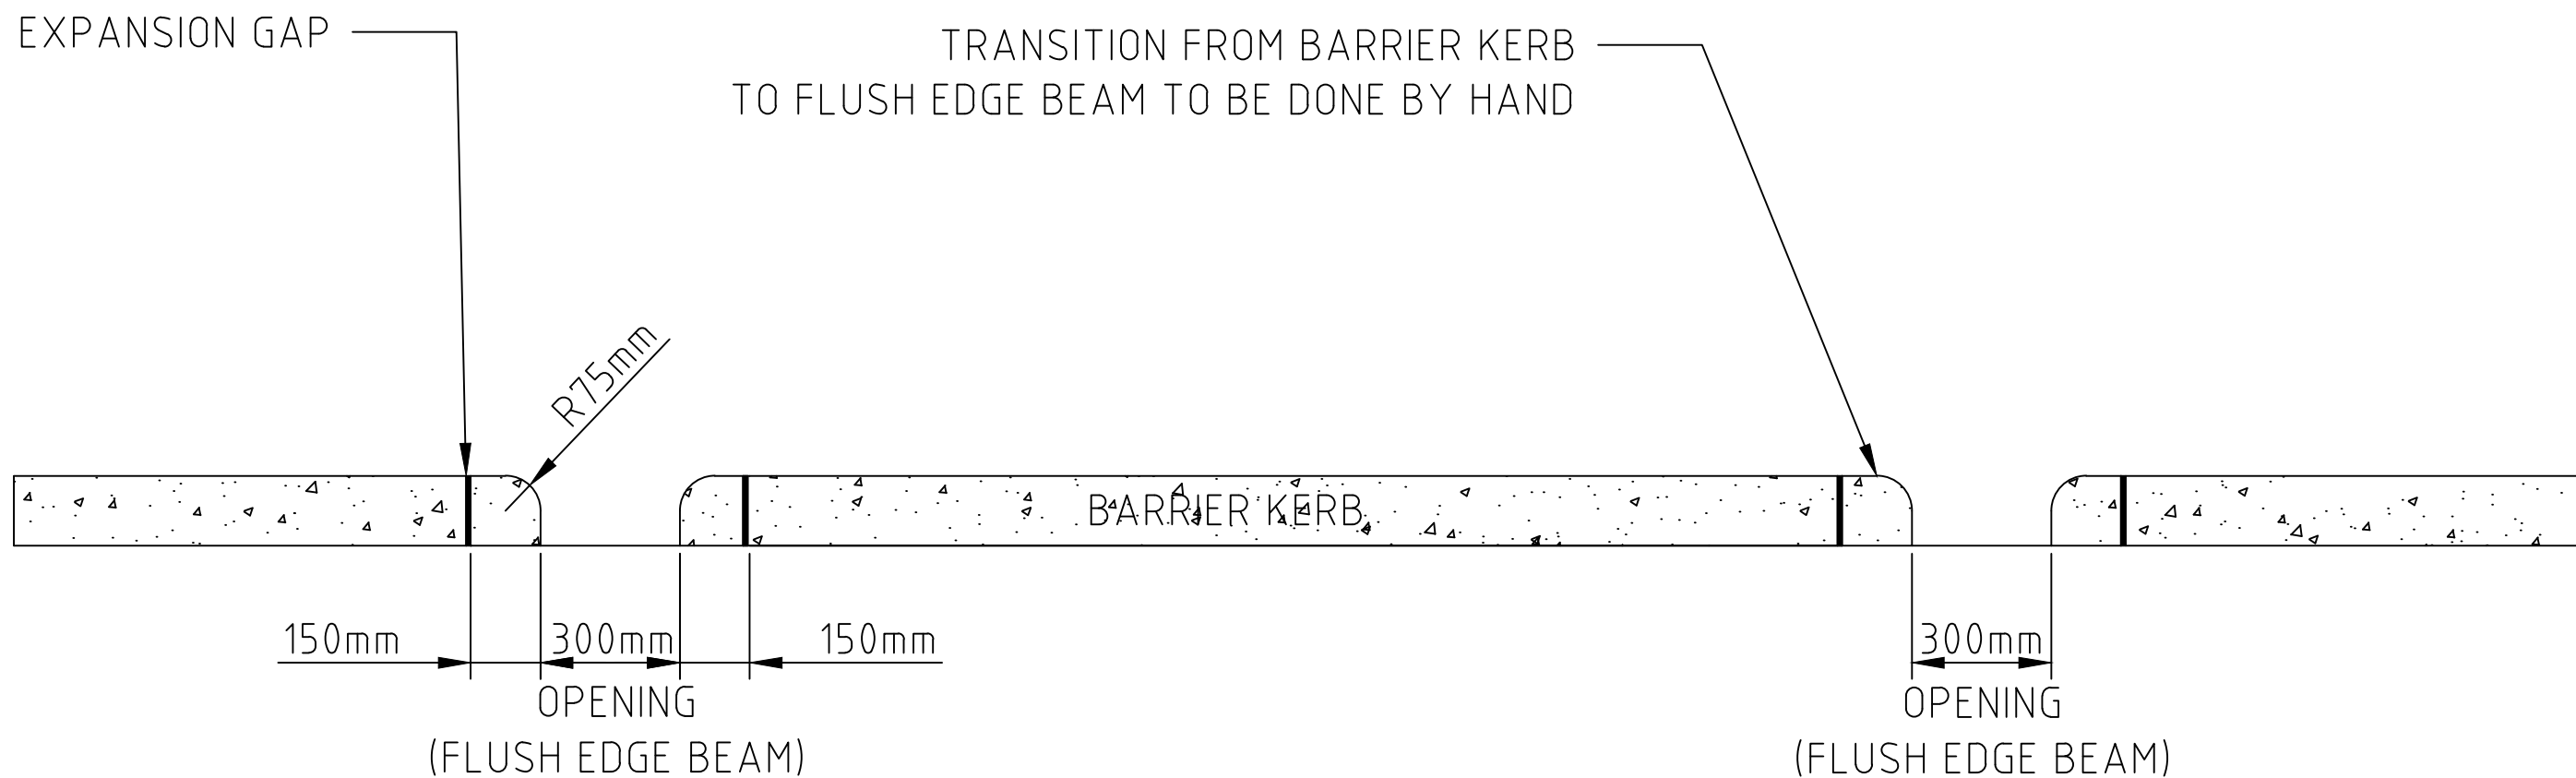 EXPANSION GAP
TRANSITION FROM BARRIER KERB
TO FLUSH EDGE BEAM TO BE DONE BY HAND
R75mm
BARRIER KERB
150mm
300mm
150mm
300mm
OPENING
(FLUSH EDGE BEAM)
OPENING
(FLUSH EDGE BEAM)